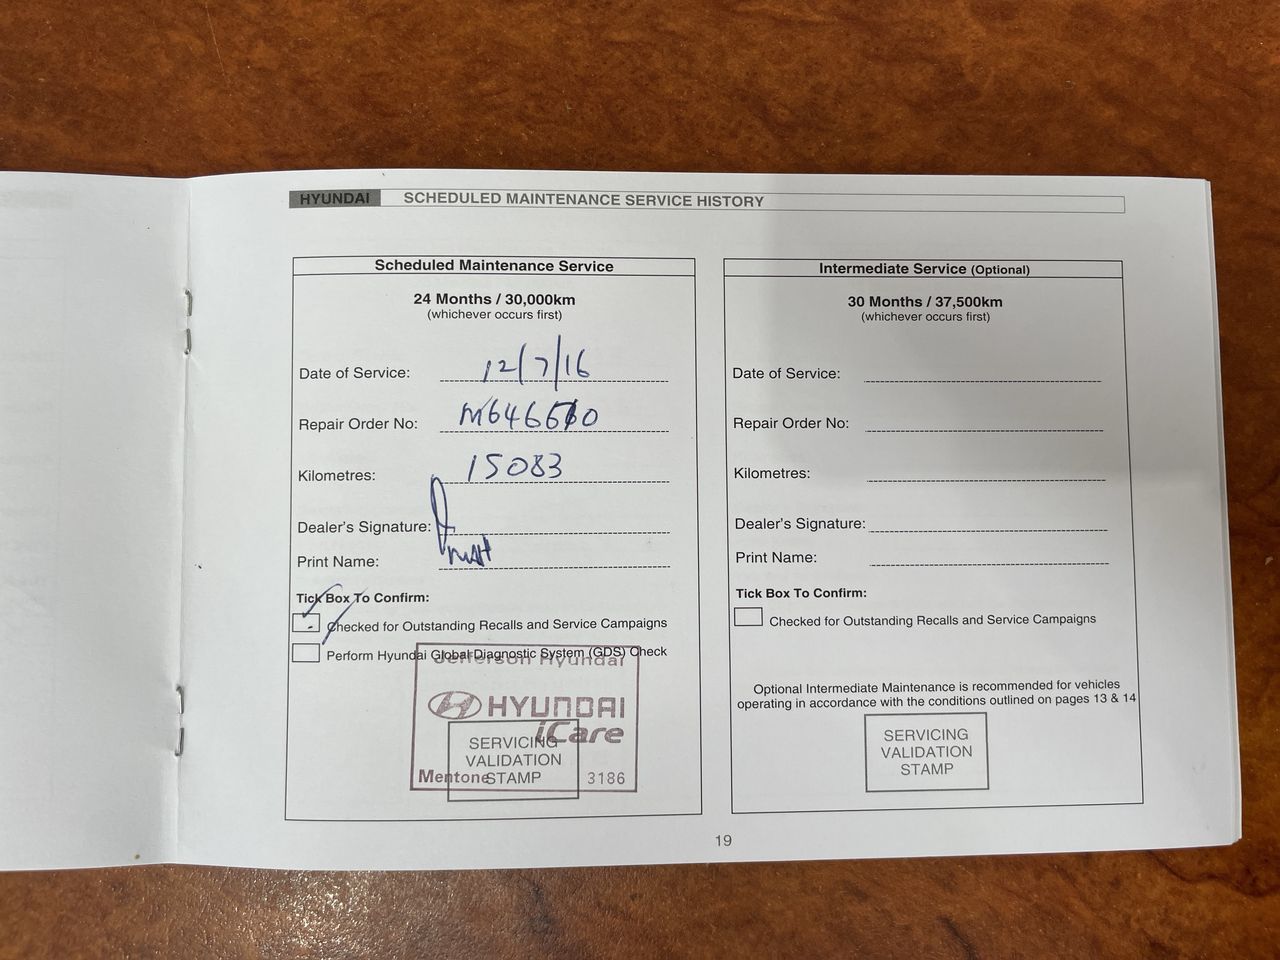 HYUNDAI SCHEDULED MAINTENANCE SERVICE HISTORY
Scheduled Maintenance Service
24 Months / 30,000km
(whichever occurs first)
Date of Service: 12/7/16
Repair Order No:
Kilometres: 15083
Dealer's Signature:
Print Name:
Tick Box To Confirm:
Checked for Outstanding Recalls and Service Campaigns
Perform Hyundai Global Diagnostic System (GDS) Check
Jefferson Hyundai
HYUNDAI
iCare
SERVICING
VALIDATION
STAMP
Mentone 3186
Intermediate Service (Optional)
30 Months / 37,500km
(whichever occurs first)
Date of Service:
Repair Order No:
Kilometres:
Dealer's Signature:
Print Name:
Tick Box To Confirm:
Checked for Outstanding Recalls and Service Campaigns
Optional Intermediate Maintenance is recommended for vehicles
operating in accordance with the conditions outlined on pages 13 & 14
SERVICING
VALIDATION
STAMP
19